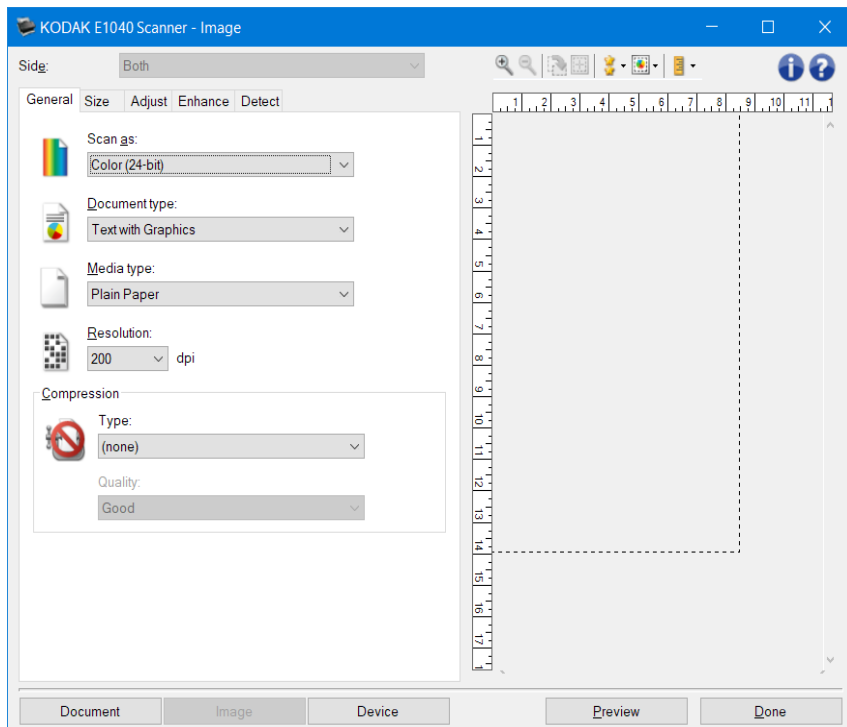 KODAK E1040 Scanner - Image
Side: Both
General Size Adjust Enhance Detect
Scan as:
Color (24-bit)
Document type:
Text with Graphics
Media type:
Plain Paper
Resolution:
200 dpi
Compression
Type:
(none)
Quality:
Good
1 2 3 4 5 6 7 8 9 10 11 1
1
2
3
4
5
6
7
8
9
10
11
12
13
14
15
16
17
1
Document Image Device Preview Done